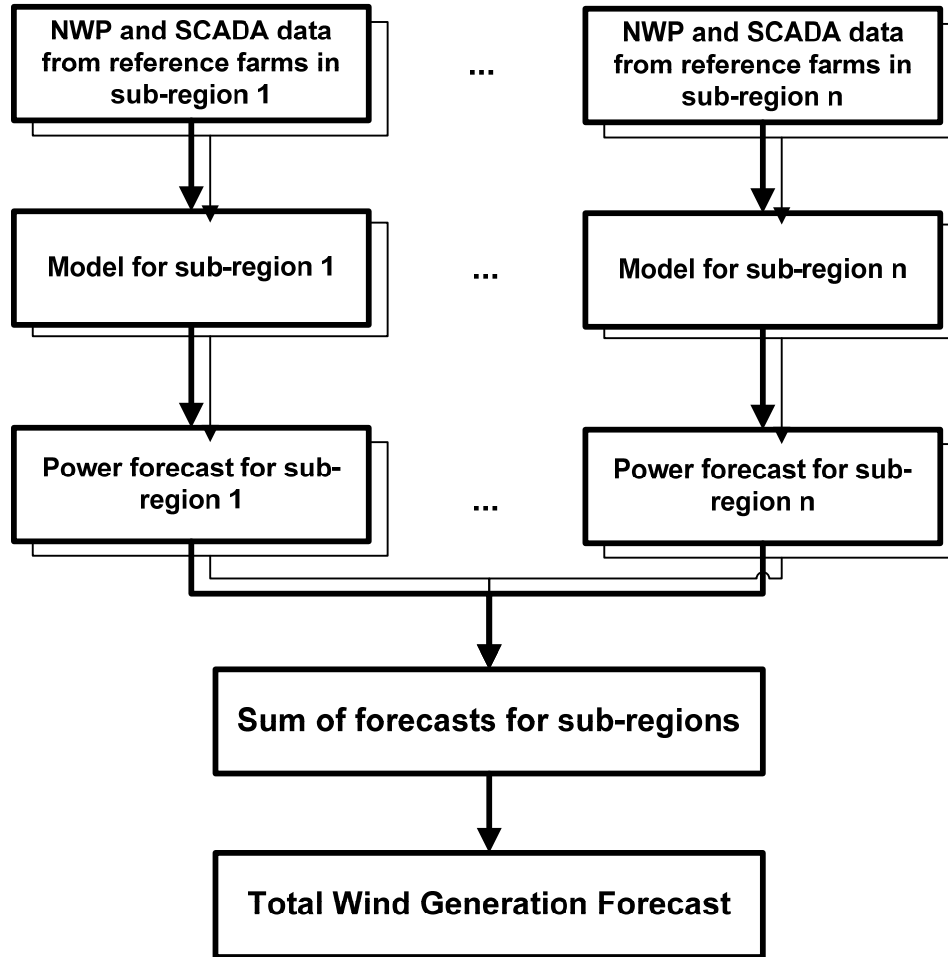 NWP and SCADA data
from reference farms in
sub-region 1
...
NWP and SCADA data
from reference farms in
sub-region n
Model for sub-region 1
...
Model for sub-region n
Power forecast for sub-
region 1
...
Power forecast for sub-
region n
Sum of forecasts for sub-regions
Total Wind Generation Forecast